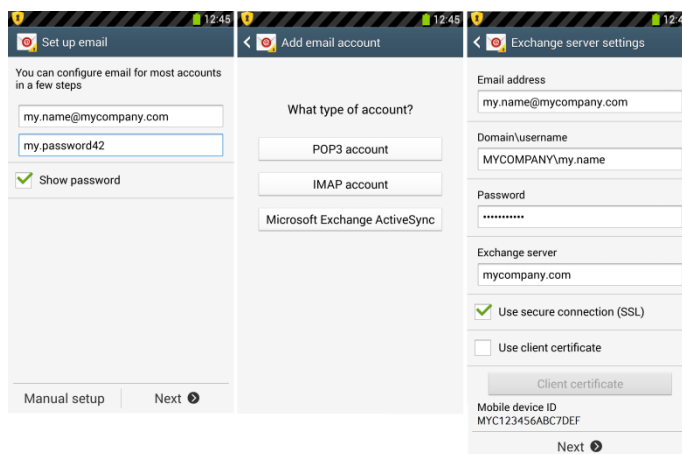 12:45
Set up email
You can configure email for most accounts
in a few steps
my.name@mycompany.com
my.password42
Show password
Manual setup
Next
12:45
Add email account
What type of account?
POP3 account
IMAP account
Microsoft Exchange ActiveSync
12:4
Exchange server settings
Email address
my.name@mycompany.com
Domain\username
MYCOMPANY\my.name
Password
•••••••••••
Exchange server
mycompany.com
Use secure connection (SSL)
Use client certificate
Client certificate
Mobile device ID
MYC123456ABC7DEF
Next